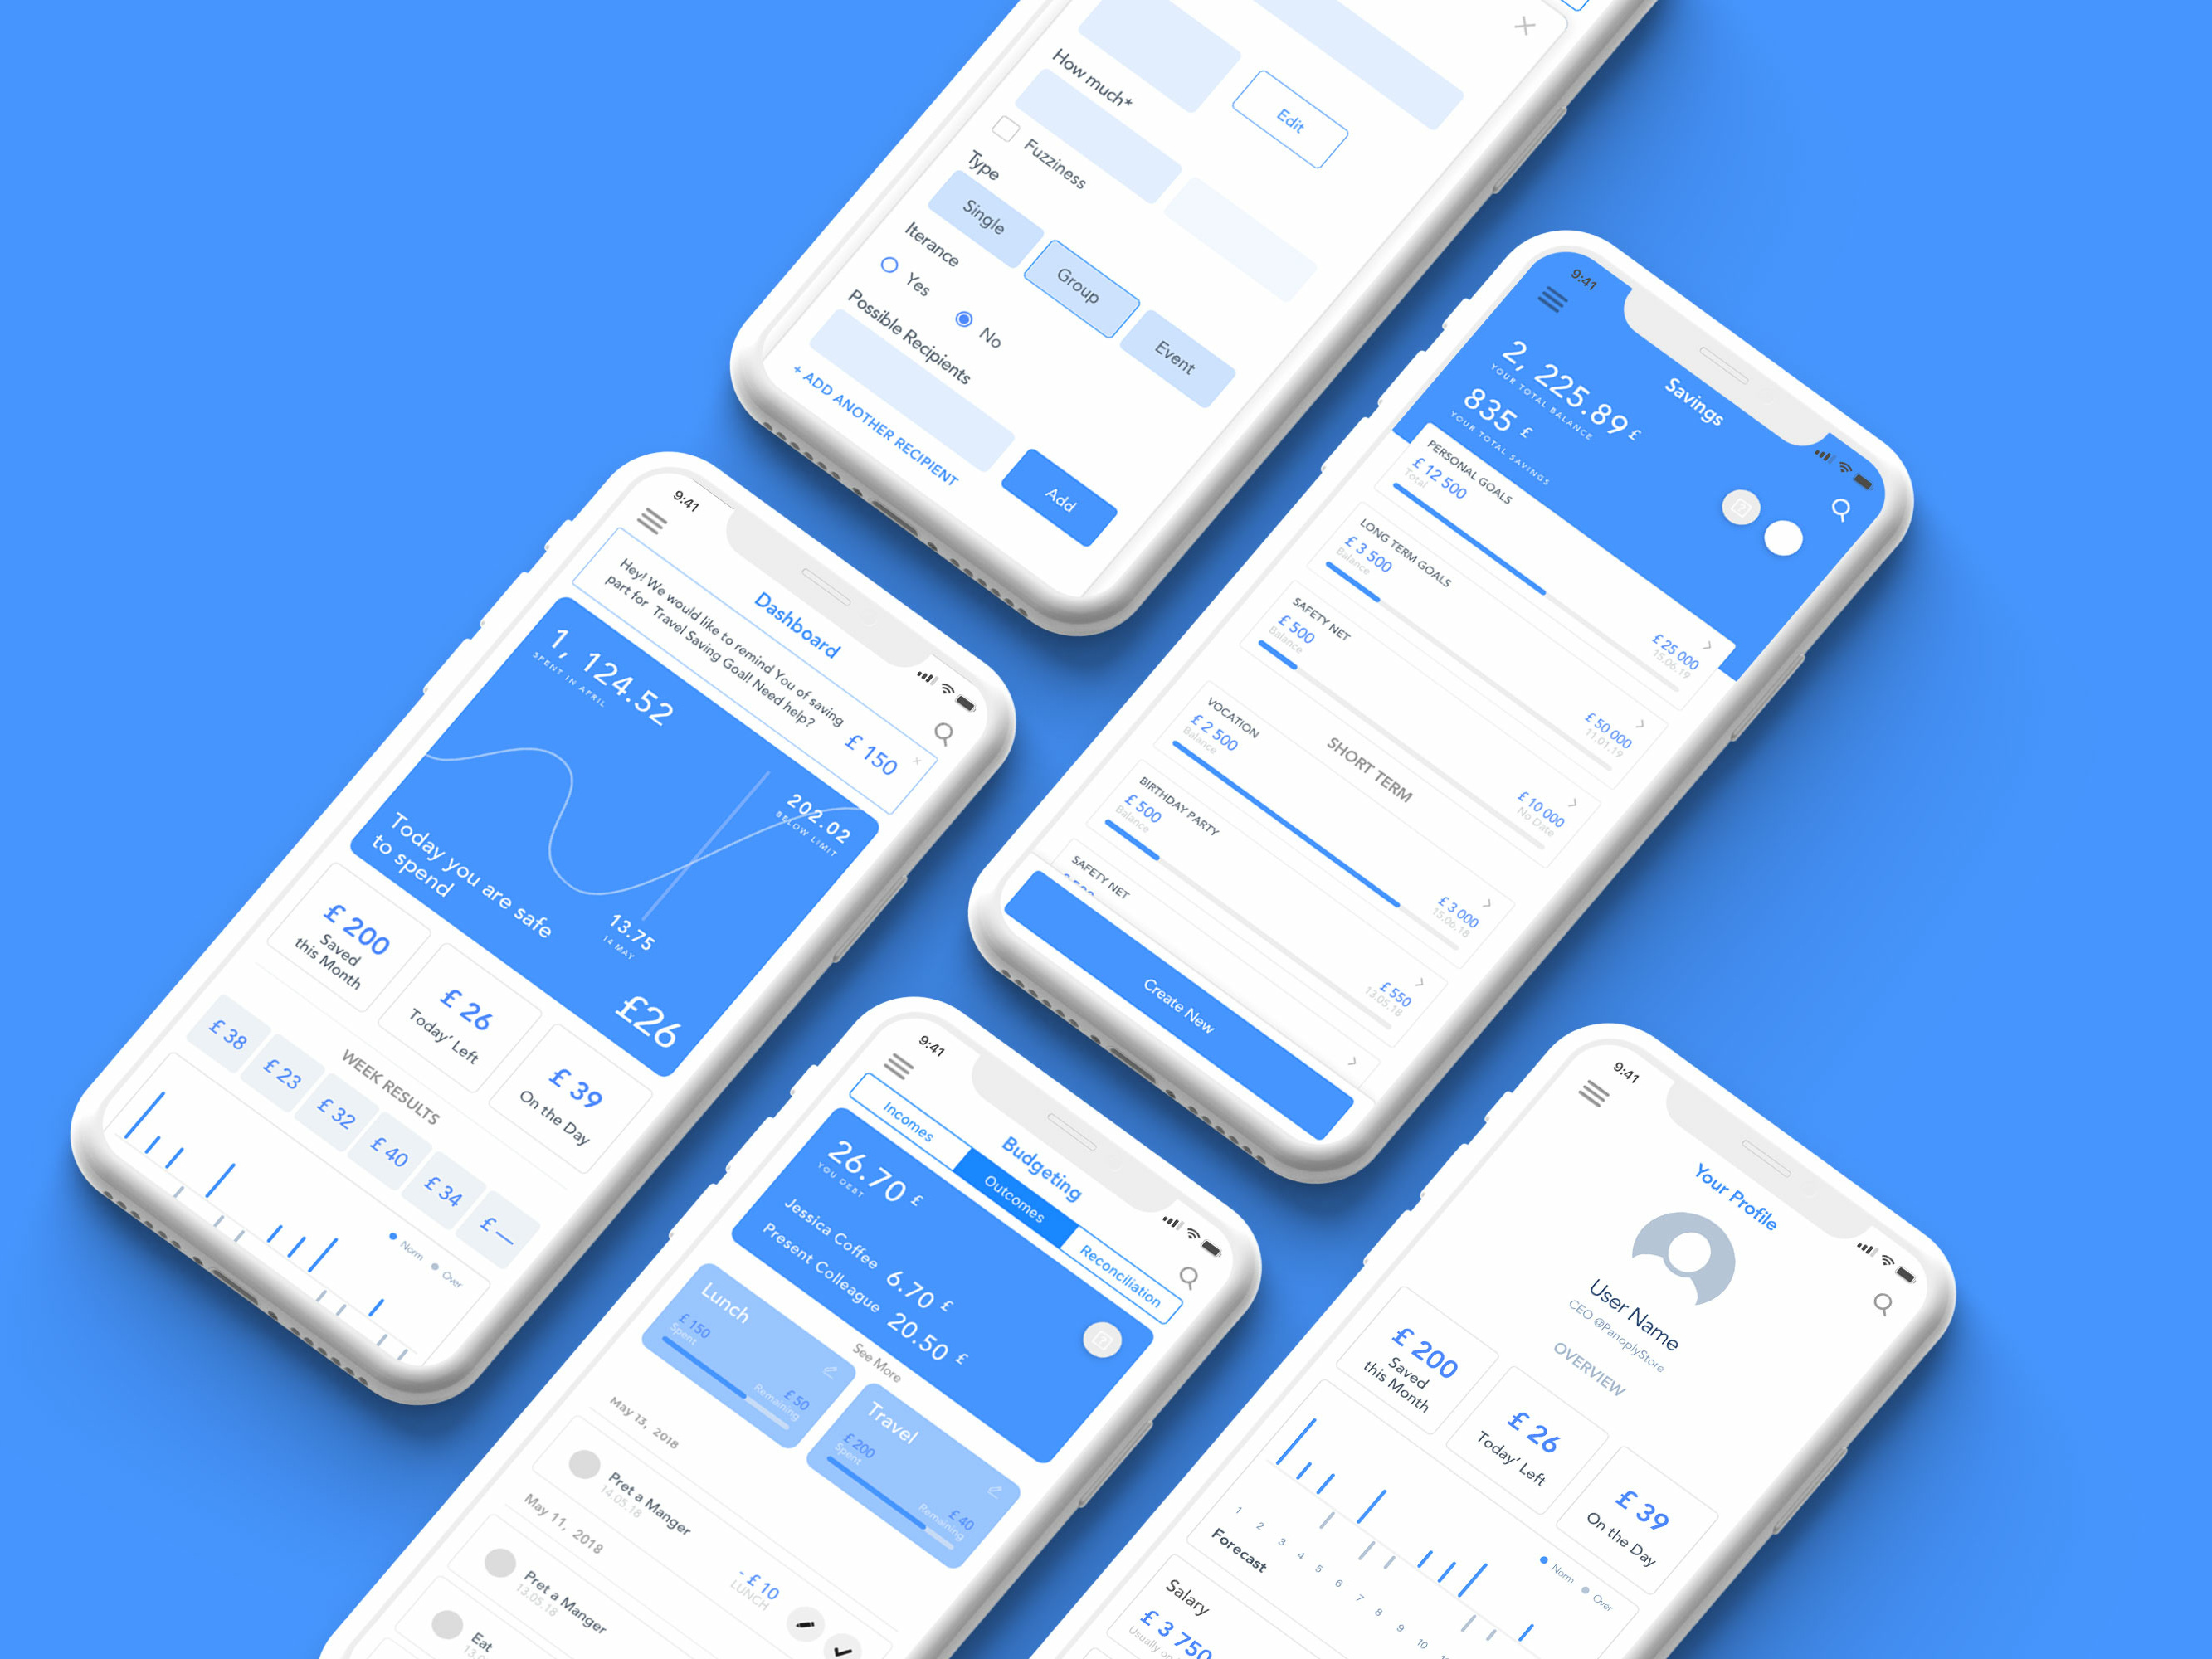 How much*
Edit
Fuzziness
Type
Single
Group
Event
Iterance
Yes
No
Possible Recipients
+ ADD ANOTHER RECIPIENT
Add
9:41
Savings
2, 225.89 £
YOUR TOTAL BALANCE
835 £
YOUR TOTAL SAVINGS
PERSONAL GOALS
£ 12 500
Total
£ 25 000
15.06.19
LONG TERM GOALS
£ 3 500
Balance
£ 50 000
11.01.19
SAFETY NET
£ 500
Balance
£ 10 000
No Date
SHORT TERM
VOCATION
£ 2 500
Balance
£ 3 000
15.06.18
BIRTHDAY PARTY
£ 500
Balance
£ 550
13.05.18
SAFETY NET
Create New
9:41
Dashboard
Hey! We would like to remind You of saving
part for Travel Saving Goal! Need help?
£ 150
1, 124.52
SPENT IN APRIL
202.02
BELOW LIMIT
13.75
14 MAY
Today you are safe
to spend
£26
£ 200
Saved
this Month
£ 26
Today' Left
£ 39
On the Day
WEEK RESULTS
£ 38
£ 23
£ 32
£ 40
£ 34
£ —
Norm
Over
9:41
Budgeting
Incomes
Outcomes
Reconciliation
26.70 £
YOU DEBT
Jessica Coffee 6.70 £
Present Colleague 20.50 £
See More
Lunch
£ 150
Spent
£ 50
Remaining
Travel
£ 200
Spent
£ 40
Remaining
May 13, 2018
Pret a Manger
14.05.18
- £ 10
LUNCH
May 11, 2018
Pret a Manger
13.05.18
Eat
9:41
Your Profile
User Name
CEO @PanoplyStore
OVERVIEW
£ 200
Saved
this Month
£ 26
Today' Left
£ 39
On the Day
Norm
Over
1 2 3 4 5 6 7 8 9 10
Forecast
Salary
£ 3 750
Usually on